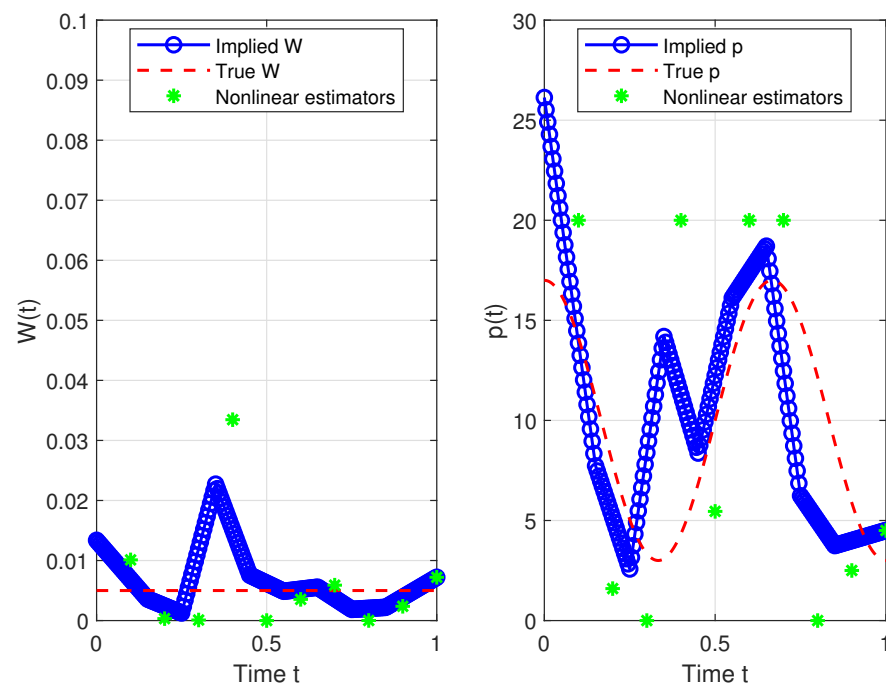 0.1
0.09
0.08
0.07
0.06
0.05
0.04
0.03
0.02
0.01
0
W(t)
0
0.5
1
Time t
Implied W
True W
Nonlinear estimators
30
25
20
15
10
5
0
p(t)
0
0.5
1
Time t
Implied p
True p
Nonlinear estimators